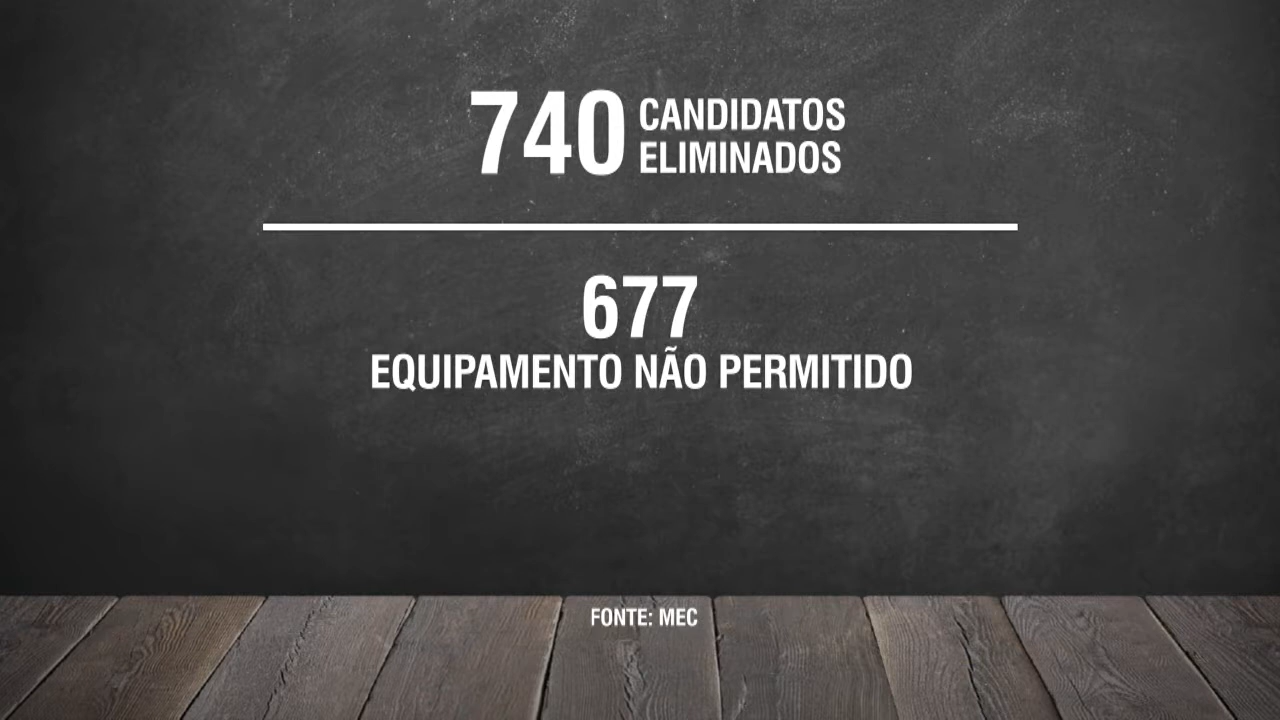 740 CANDIDATOS
ELIMINADOS
677
EQUIPAMENTO NÃO PERMITIDO
FONTE: MEC